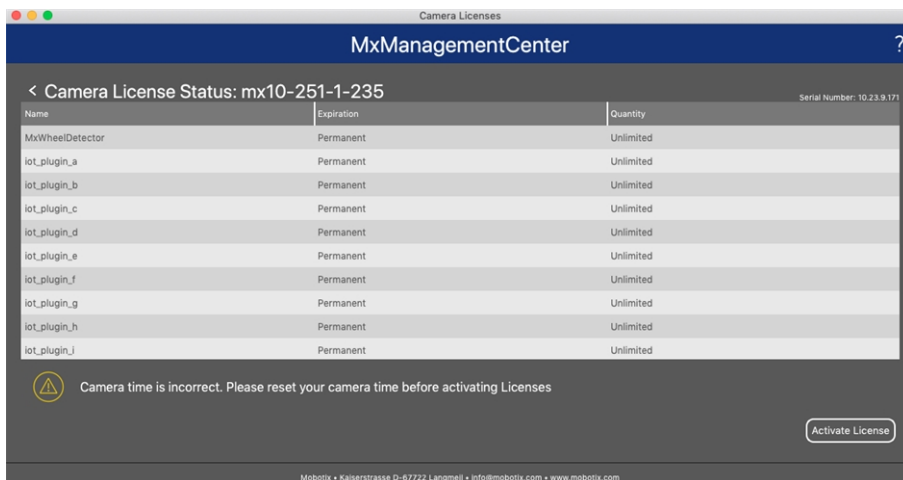 Camera Licenses
MxManagementCenter
?
< Camera License Status: mx10-251-1-235
Serial Number: 10.23.9.171
Name Expiration Quantity
MxWheelDetector Permanent Unlimited
iot_plugin_a Permanent Unlimited
iot_plugin_b Permanent Unlimited
iot_plugin_c Permanent Unlimited
iot_plugin_d Permanent Unlimited
iot_plugin_e Permanent Unlimited
iot_plugin_f Permanent Unlimited
iot_plugin_g Permanent Unlimited
iot_plugin_h Permanent Unlimited
iot_plugin_i Permanent Unlimited
Camera time is incorrect. Please reset your camera time before activating Licenses
Activate License
Mobotix • Kaiserstrasse D-67722 Langmeil • info@mobotix.com • www.mobotix.com